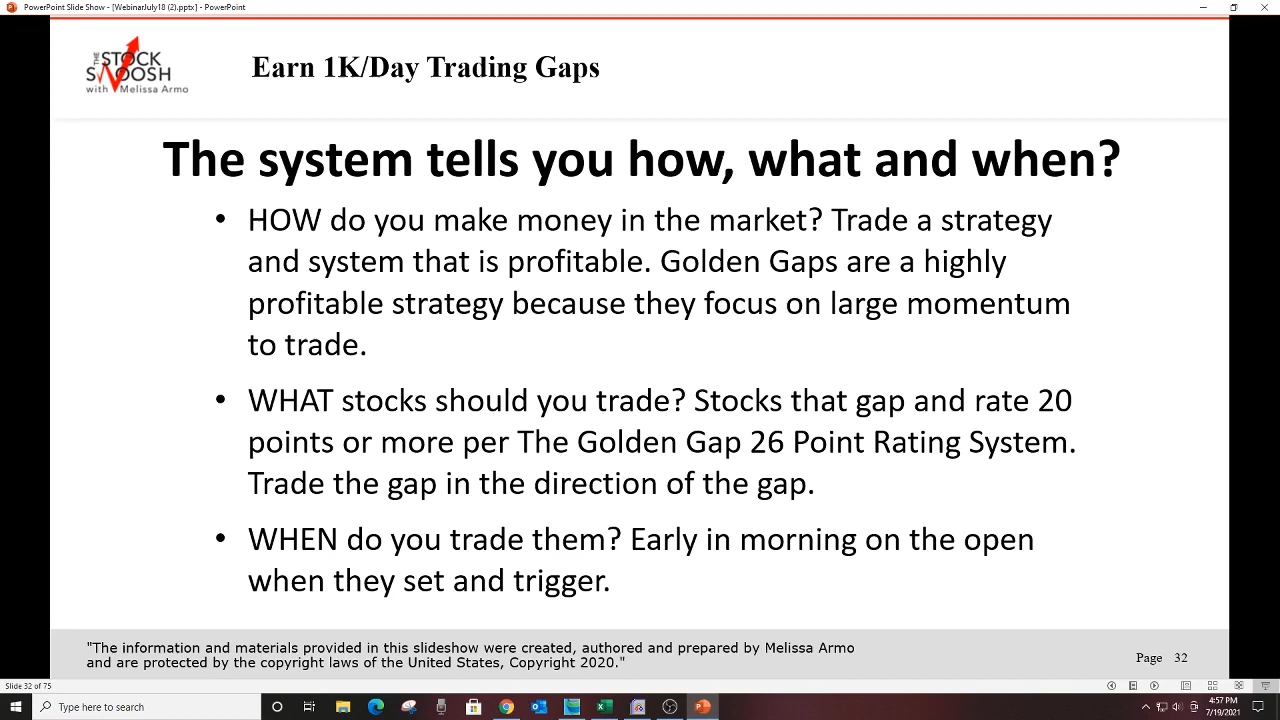 PowerPoint Slide Show - [WebinarJuly18 (2).pptx] - PowerPoint
THE
STOCK
SWOOSH
with Melissa Armo
Earn 1K/Day Trading Gaps
The system tells you how, what and when?
• HOW do you make money in the market? Trade a strategy
and system that is profitable. Golden Gaps are a highly
profitable strategy because they focus on large momentum
to trade.
• WHAT stocks should you trade? Stocks that gap and rate 20
points or more per The Golden Gap 26 Point Rating System.
Trade the gap in the direction of the gap.
• WHEN do you trade them? Early in morning on the open
when they set and trigger.
"The information and materials provided in this slideshow were created, authored and prepared by Melissa Armo
and are protected by the copyright laws of the United States, Copyright 2020."
Page 32
Slide 32 of 75
Type here to search
4:57 PM
7/19/2021